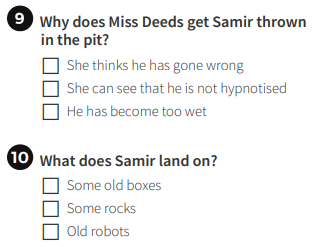 9 Why does Miss Deeds get Samir thrown
in the pit?
She thinks he has gone wrong
She can see that he is not hypnotised
He has become too wet
10 What does Samir land on?
Some old boxes
Some rocks
Old robots